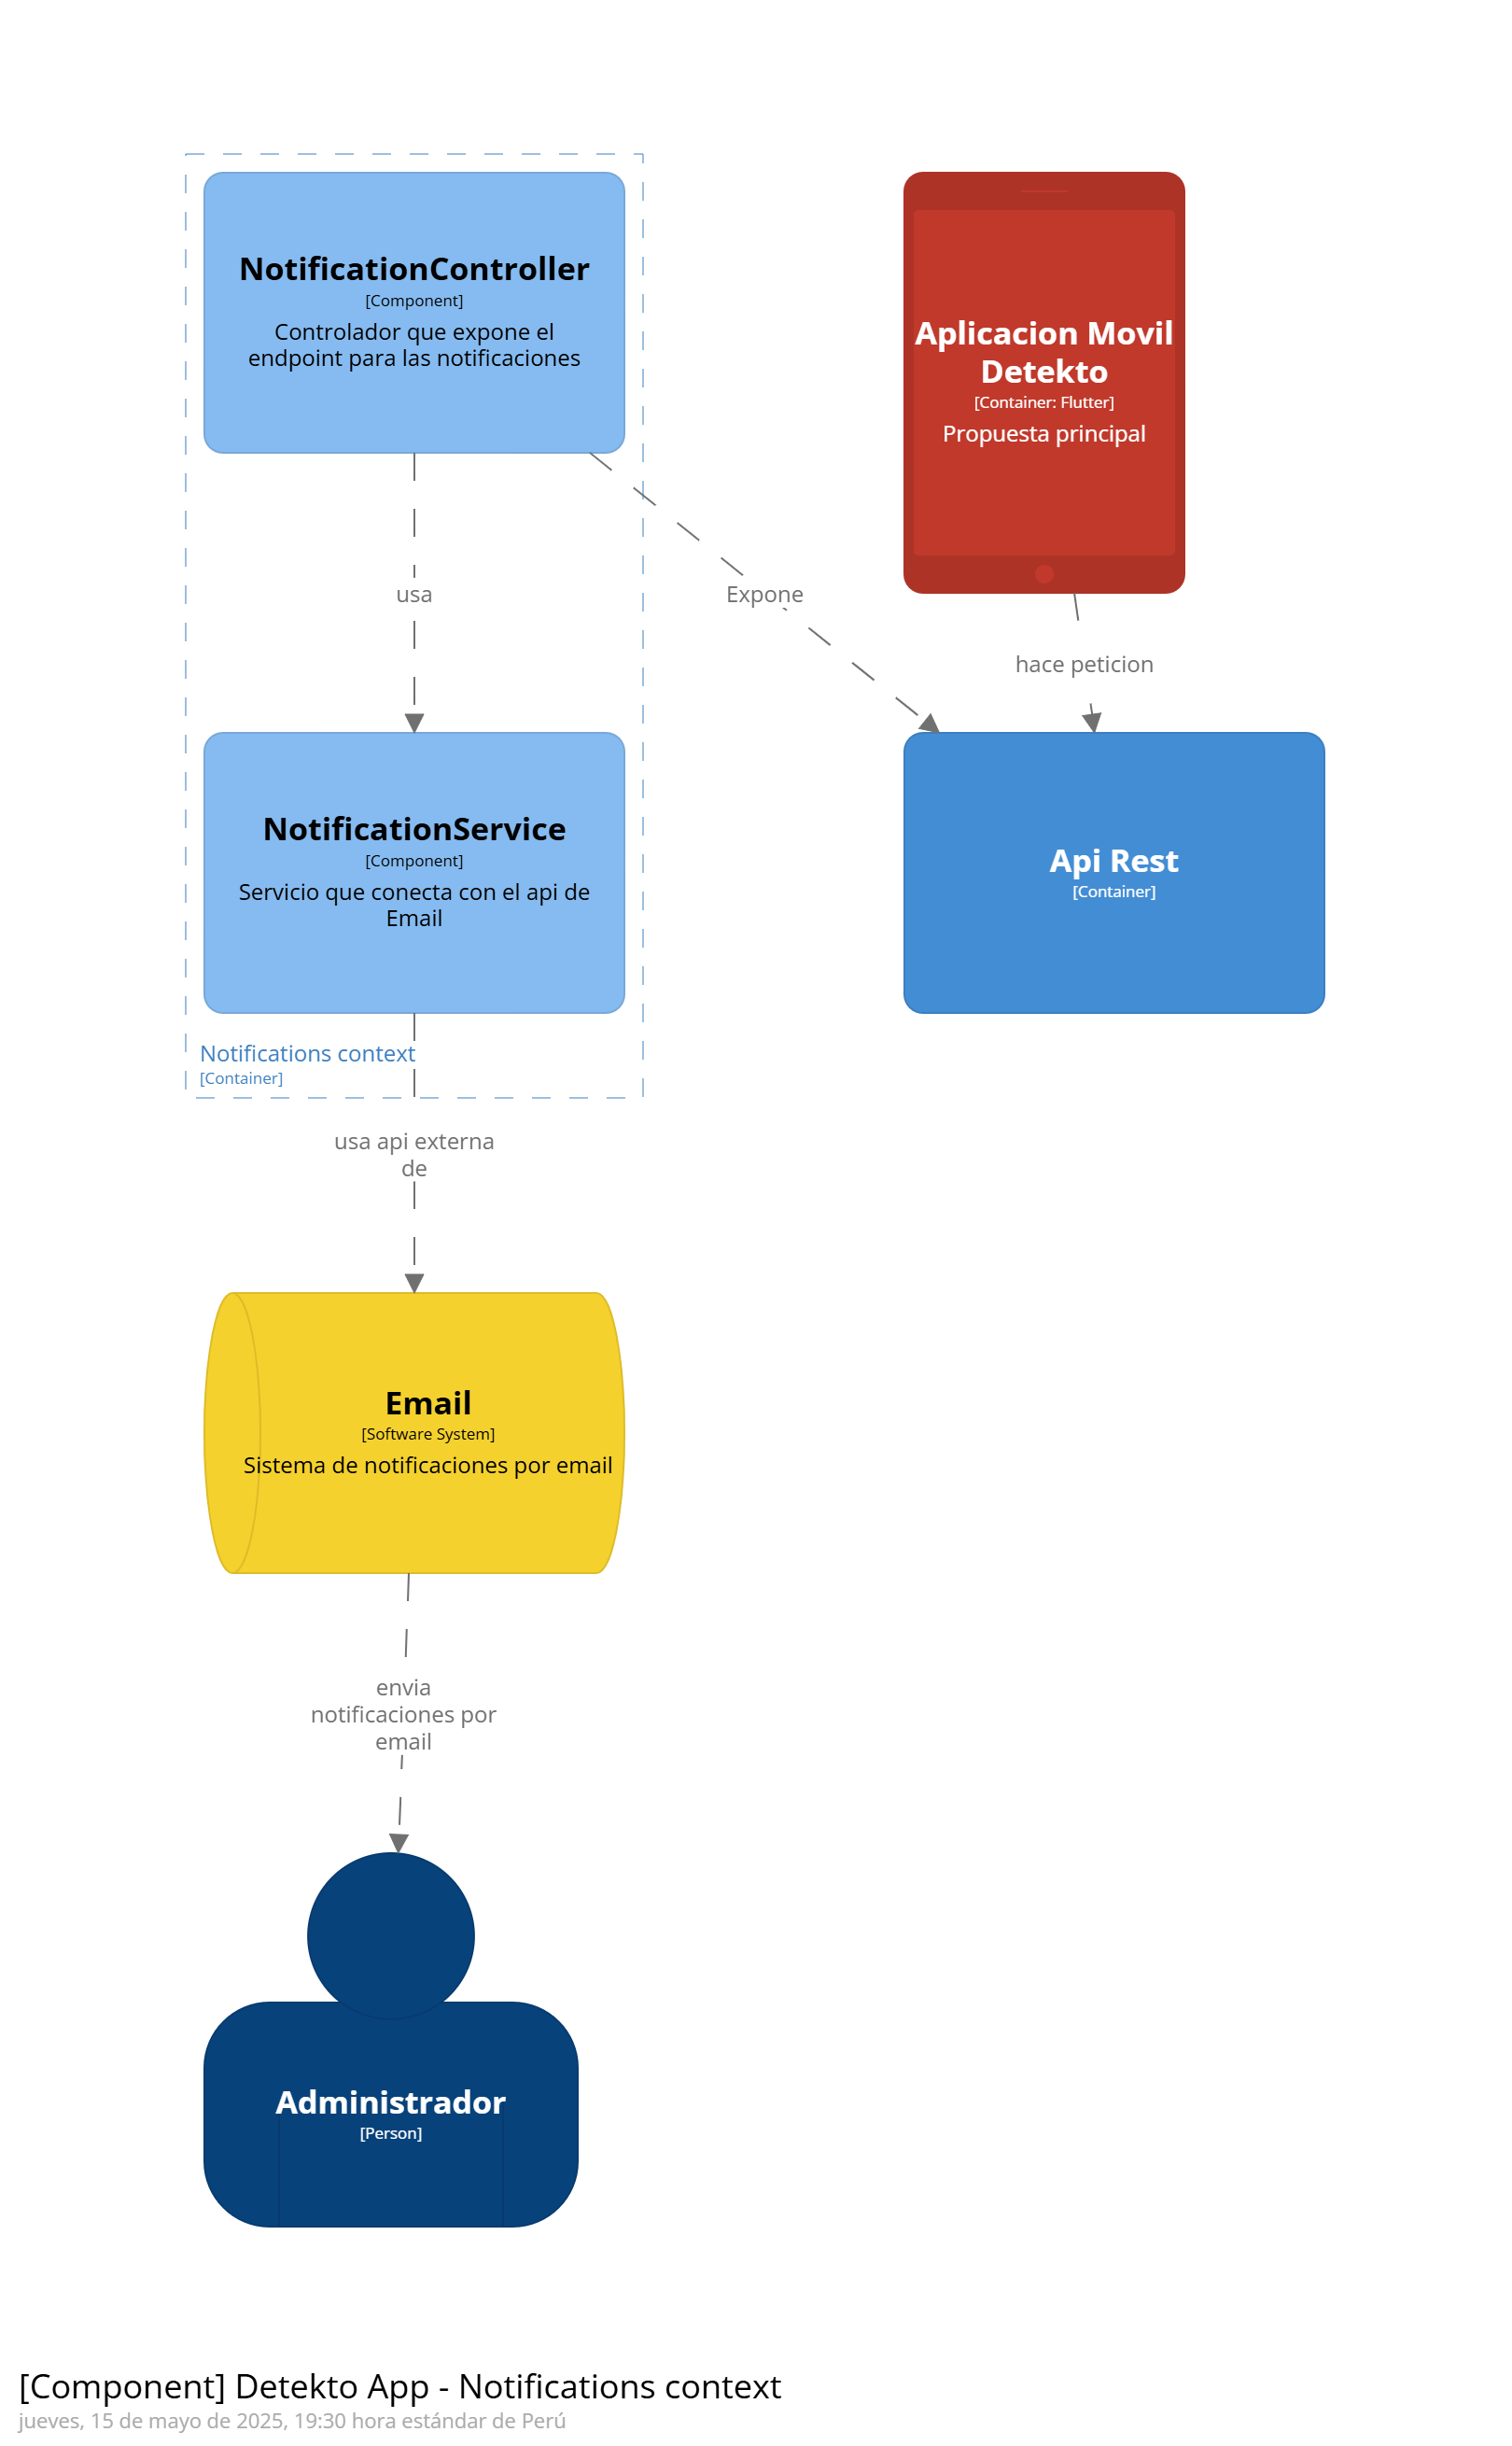 NotificationController
[Component]
Controlador que expone el
endpoint para las notificaciones
Aplicacion Movil
Detekto
[Container: Flutter]
Propuesta principal
usa
Expone
hace peticion
NotificationService
[Component]
Servicio que conecta con el api de
Email
Api Rest
[Container]
Notifications context
[Container]
usa api externa
de
Email
[Software System]
Sistema de notificaciones por email
envia
notificaciones por
email
Administrador
[Person]
[Component] Detekto App - Notifications context
jueves, 15 de mayo de 2025, 19:30 hora estándar de Perú